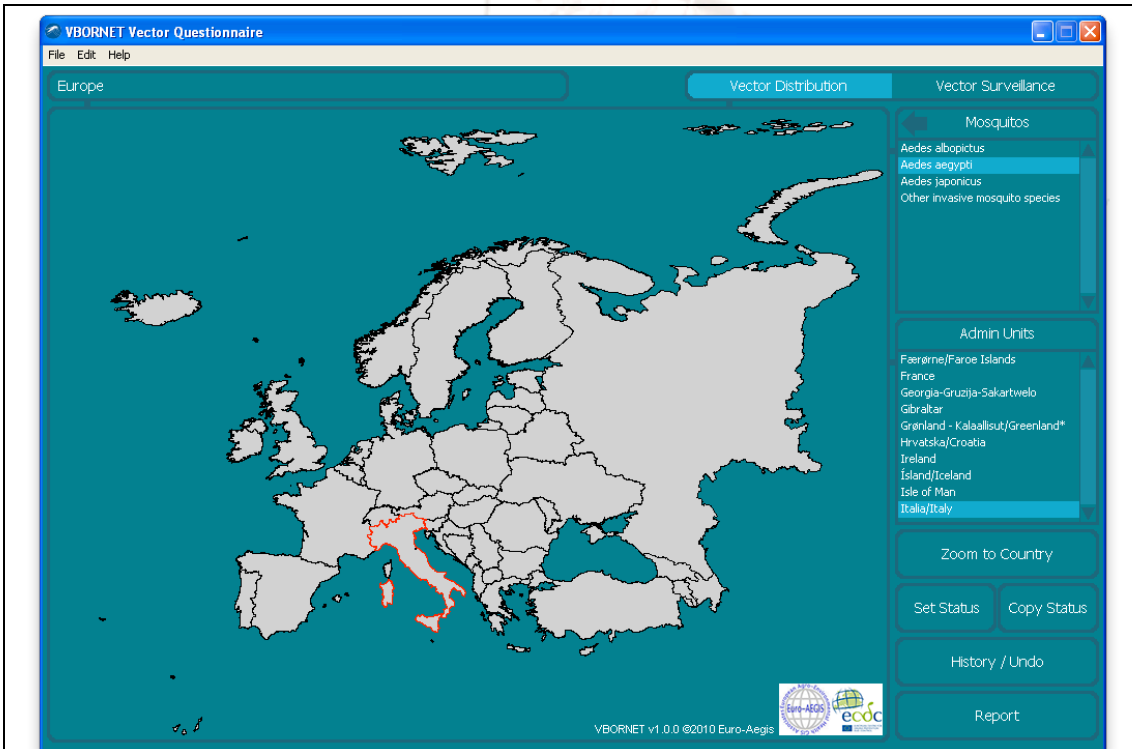 VBORNET Vector Questionnaire
File Edit Help
Europe
Vector Distribution
Vector Surveillance
Mosquitos
Aedes albopictus
Aedes aegypti
Aedes japonicus
Other invasive mosquito species
Admin Units
Færørne/Faroe Islands
France
Georgia-Gruzija-Sakartwelo
Gibraltar
Grønland - Kalaallisut/Greenland*
Hrvatska/Croatia
Ireland
Ísland/Iceland
Isle of Man
Italia/Italy
Zoom to Country
Set Status
Copy Status
History / Undo
Report
VBORNET v1.0.0 ©2010 Euro-Aegis
Euro-AEGIS
ecdc